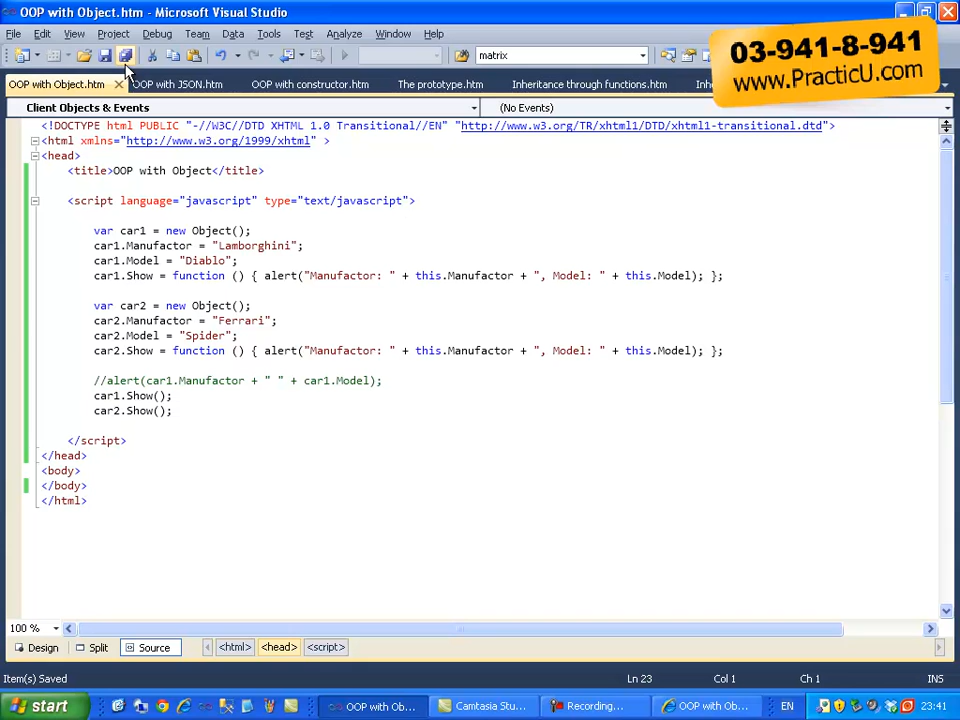 OOP with Object.htm - Microsoft Visual Studio
File Edit View Project Debug Team Data Tools Test Analyze Window Help
matrix
03-941-8-941
www.PracticU.com
OOP with Object.htm OOP with JSON.htm OOP with constructor.htm The prototype.htm Inheritance through functions.htm
Client Objects & Events (No Events)
<!DOCTYPE html PUBLIC "-//W3C//DTD XHTML 1.0 Transitional//EN" "http://www.w3.org/TR/xhtml1/DTD/xhtml1-transitional.dtd">
<html xmlns="http://www.w3.org/1999/xhtml" >
<head>
<title>OOP with Object</title>
<script language="javascript" type="text/javascript">
var car1 = new Object();
car1.Manufactor = "Lamborghini";
car1.Model = "Diablo";
car1.Show = function () { alert("Manufactor: " + this.Manufactor + ", Model: " + this.Model); };
var car2 = new Object();
car2.Manufactor = "Ferrari";
car2.Model = "Spider";
car2.Show = function () { alert("Manufactor: " + this.Manufactor + ", Model: " + this.Model); };
//alert(car1.Manufactor + " " + car1.Model);
car1.Show();
car2.Show();
</script>
</head>
<body>
</body>
</html>
100 %
Design Split Source <html> <head> <script>
Item(s) Saved Ln 23 Col 1 Ch 1 INS
start OOP with Ob... Camtasia Stu... Recording... OOP with Ob... EN 23:41